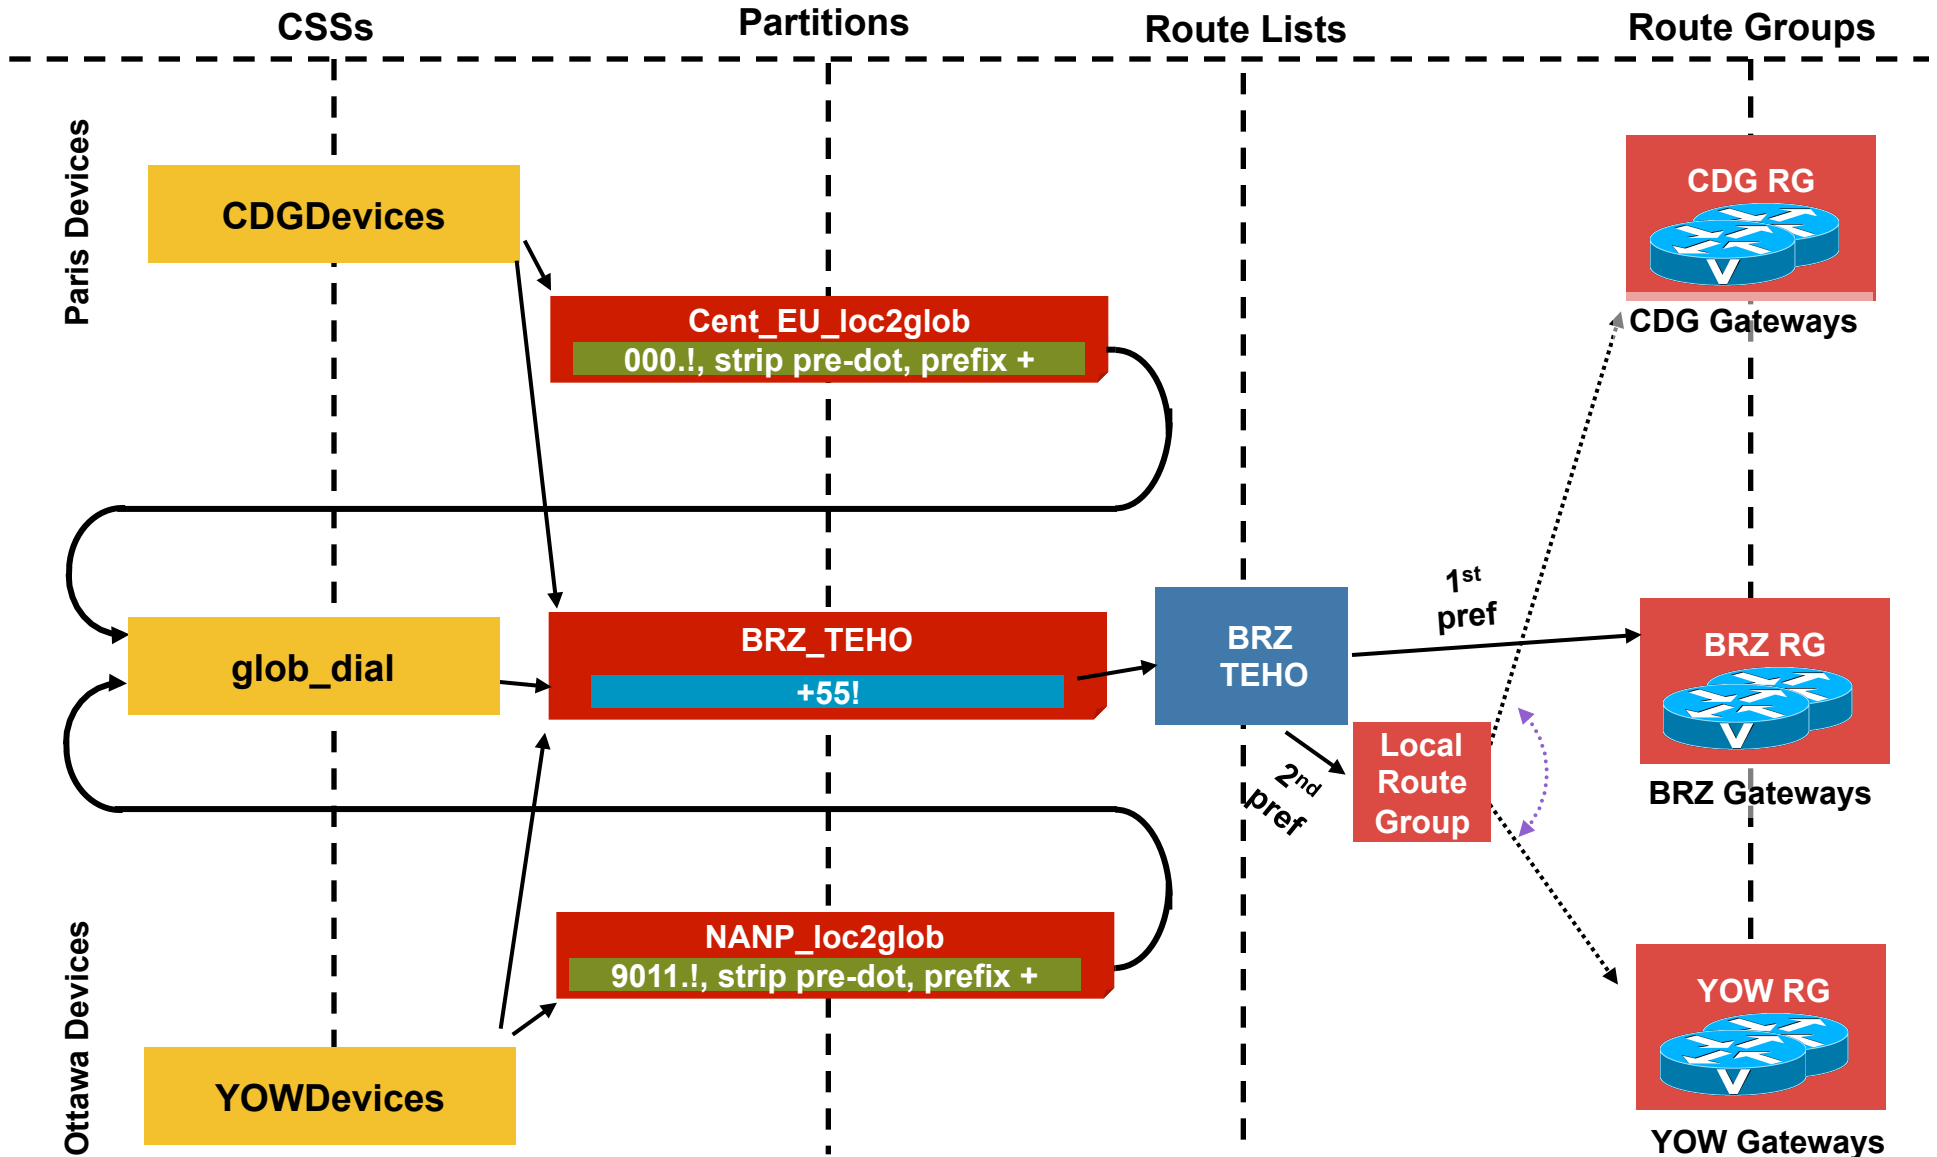 CSSs
Partitions
Route Lists
Route Groups
Paris Devices
CDGDevices
Cent_EU_loc2glob
000.!, strip pre-dot, prefix +
CDG RG
V
CDG Gateways
glob_dial
BRZ_TEHO
+55!
BRZ
TEHO
1st
pref
2nd
pref
Local
Route
Group
BRZ RG
V
BRZ Gateways
Ottawa Devices
NANP_loc2glob
9011.!, strip pre-dot, prefix +
YOWDevices
YOW RG
V
YOW Gateways